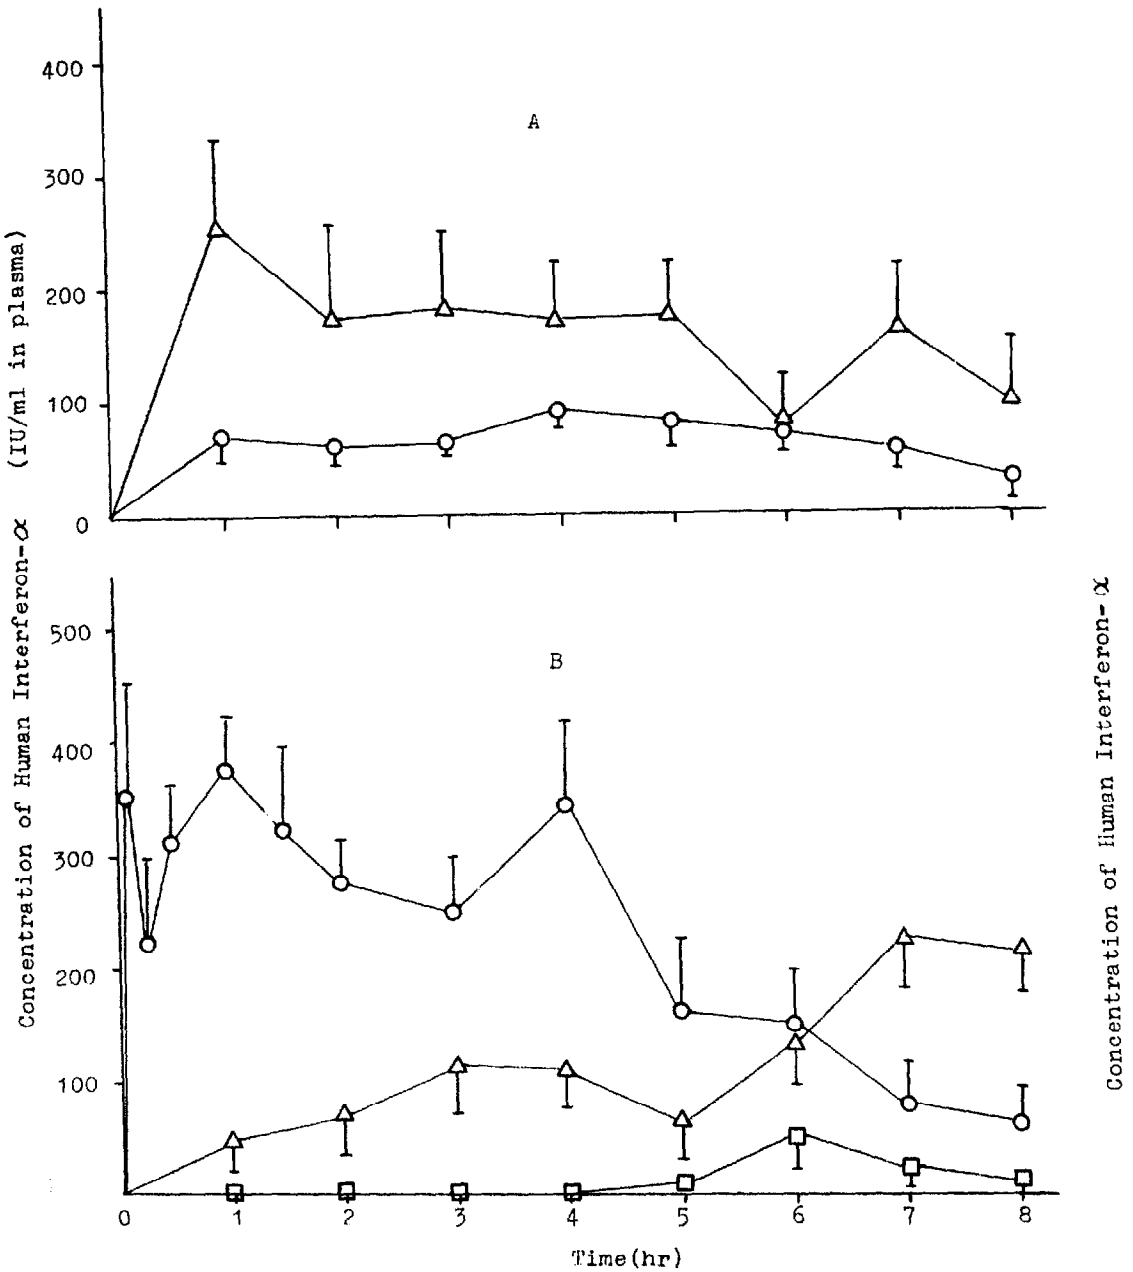 400
A
300
200
100
0
Concentration of Human Interferon-α (IU/ml in plasma)
500
B
400
300
200
100
0 1 2 3 4 5 6 7 8
Time(hr)
Concentration of Human Interferon-α